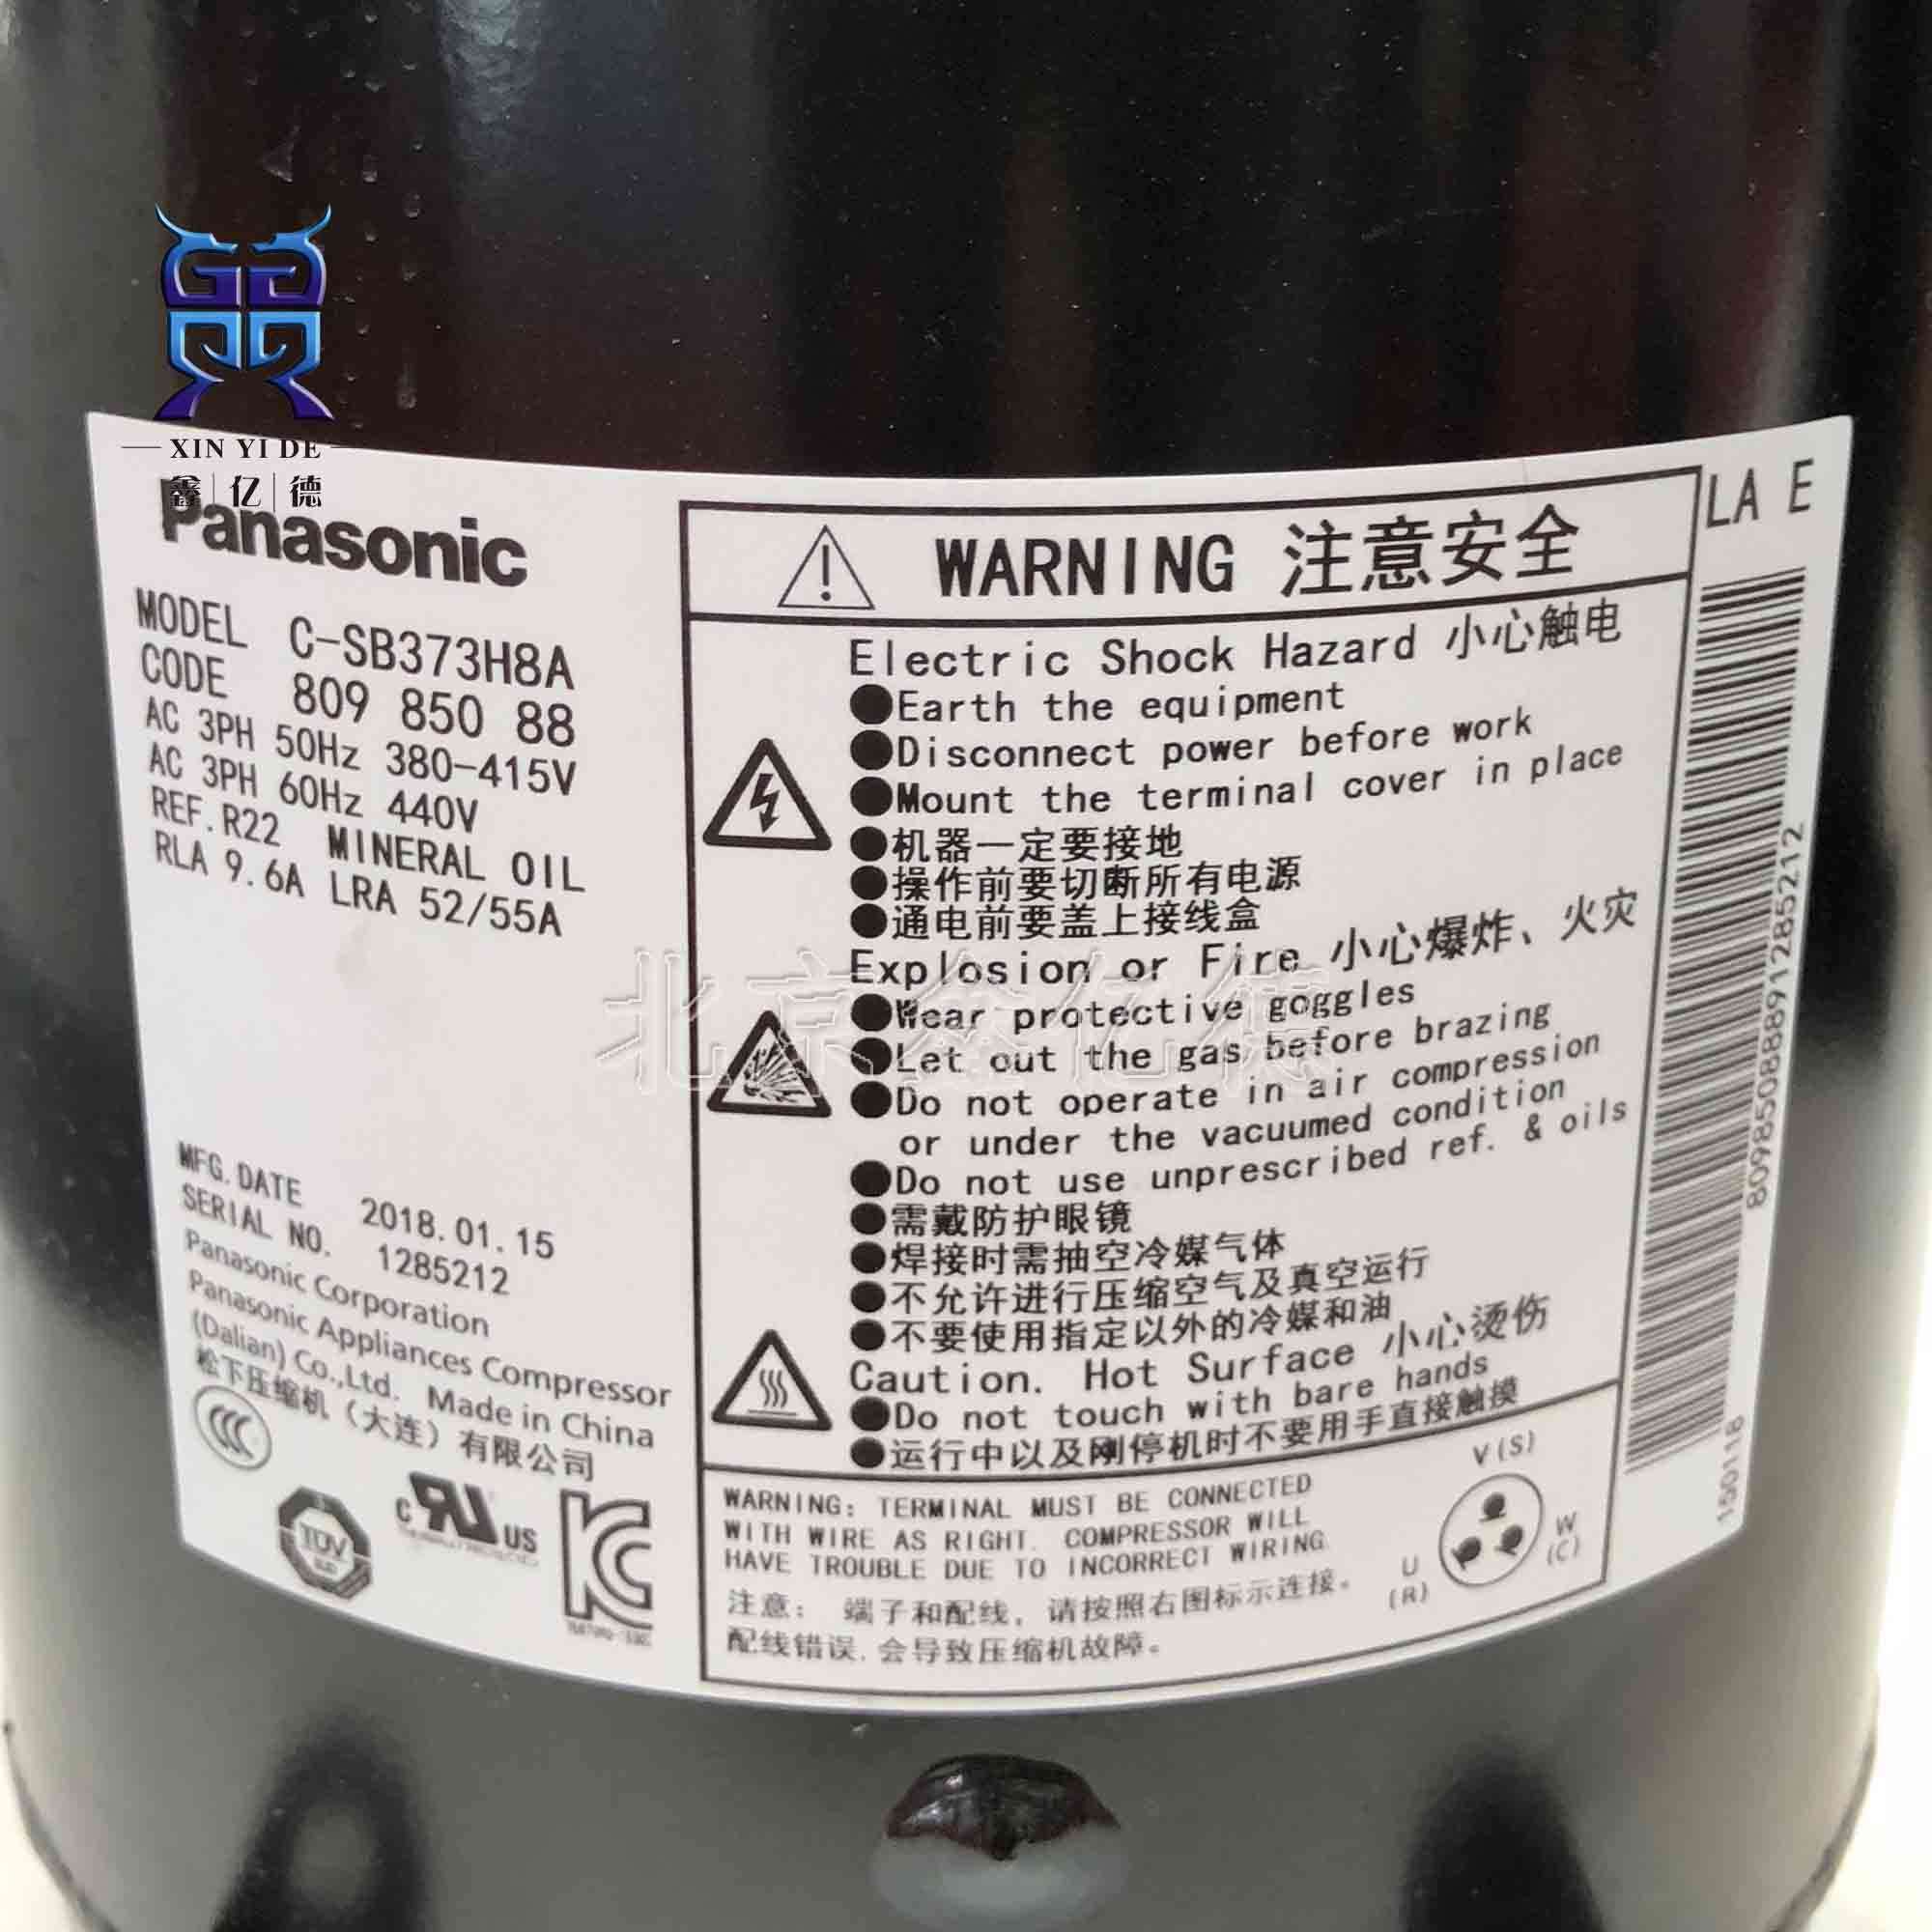 XIN YI DE
鑫 亿 德
Panasonic
MODEL C-SB373H8A
CODE 809 850 88
AC 3PH 50Hz 380-415V
AC 3PH 60Hz 440V
REF.R22 MINERAL OIL
RLA 9.6A LRA 52/55A
MFG.DATE 2018.01.15
SERIAL NO. 1285212
Panasonic Corporation
Panasonic Appliances Compressor
(Dalian) Co.,Ltd. Made in China
松下压缩机（大连）有限公司
CCC
TÜV
SÜD
c RU US
KC
WARNING 注意安全
Electric Shock Hazard 小心触电
●Earth the equipment
●Disconnect power before work
●Mount the terminal cover in place
●机器一定要接地
●操作前要切断所有电源
●通电前要盖上接线盒
Explosion or Fire 小心爆炸、火灾
●Wear protective goggles
●Let out the gas before brazing
●Do not operate in air compression
or under the vacuumed condition
●Do not use unprescribed ref. & oils
●需戴防护眼镜
●焊接时需抽空冷媒气体
●不允许进行压缩空气及真空运行
●不要使用指定以外的冷媒和油
Caution. Hot Surface 小心烫伤
●Do not touch with bare hands
●运行中以及刚停机时不要用手直接触摸
WARNING: TERMINAL MUST BE CONNECTED
WITH WIRE AS RIGHT. COMPRESSOR WILL
HAVE TROUBLE DUE TO INCORRECT WIRING.
注意： 端子和配线，请按照右图标示连接。
配线错误,会导致压缩机故障。
V(S)
U
(R)
W
(C)
LA E
8098508891285212
150118
北京鑫亿德